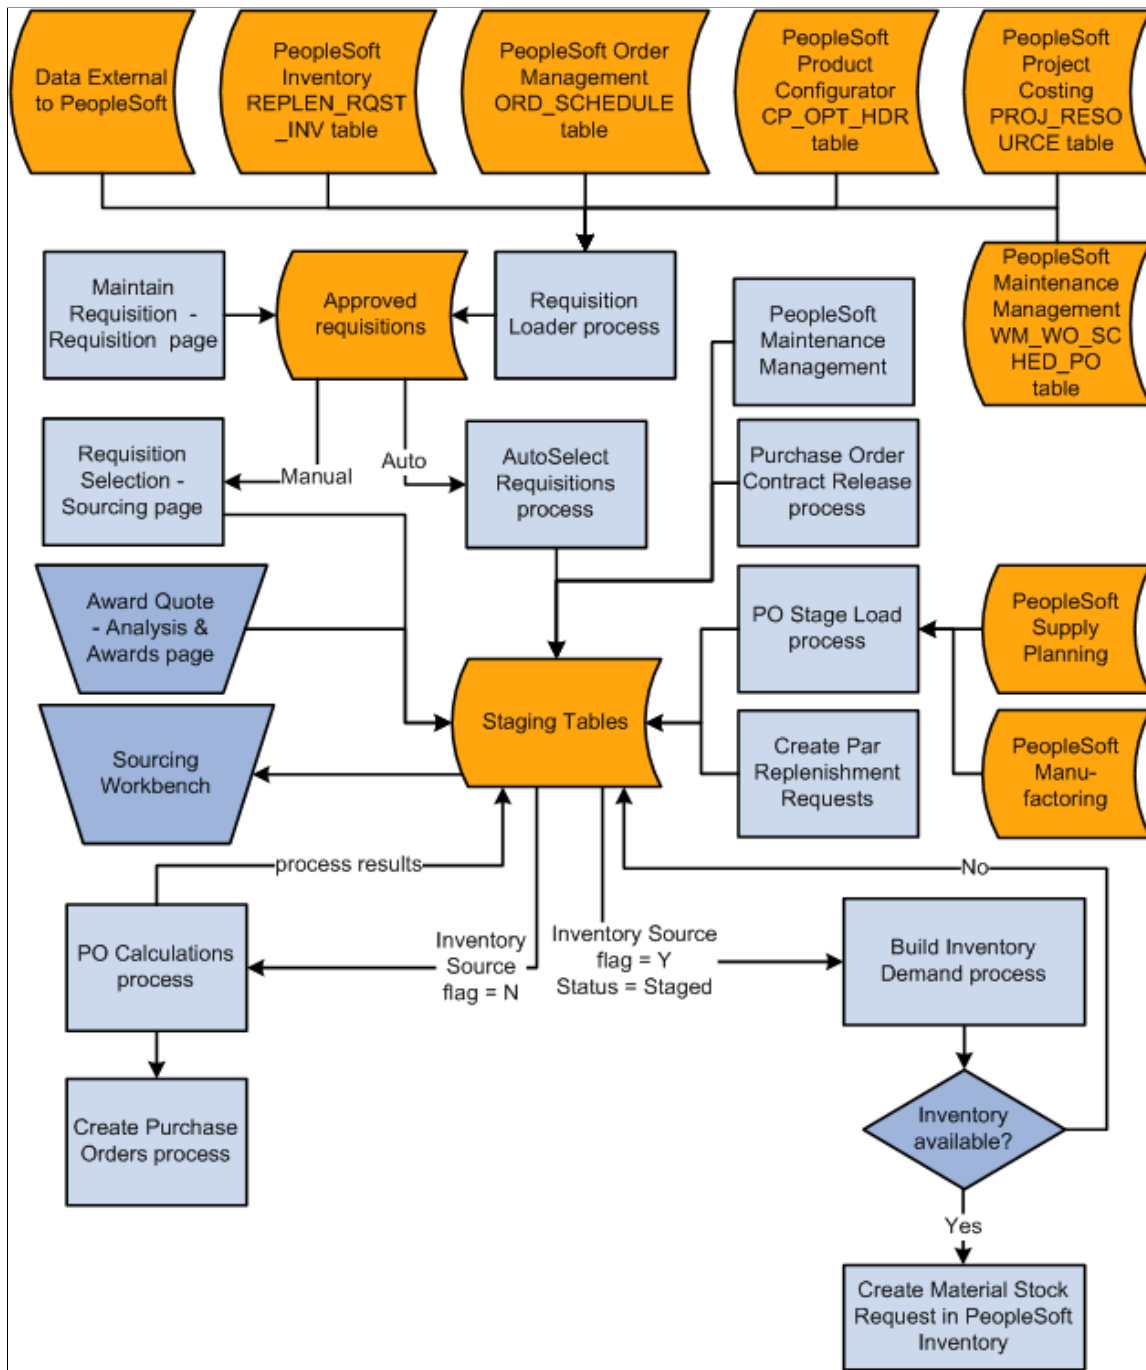 Data External
to PeopleSoft
PeopleSoft
Inventory
REPLEN_RQST
_INV table
PeopleSoft Order
Management
ORD_SCHEDULE
table
PeopleSoft
Product
Configurator
CP_OPT_HDR
table
PeopleSoft
Project
Costing
PROJ_RESO
URCE table
Maintain
Requisition -
Requisition page
Approved
requisitions
Requisition
Loader process
PeopleSoft
Maintenance
Management
PeopleSoft
Maintenance
Management
WM_WO_SC
HED_PO
table
Requisition
Selection -
Sourcing page
Manual
Auto
AutoSelect
Requisitions
process
Purchase Order
Contract Release
process
Award Quote
- Analysis &
Awards page
PO Stage Load
process
PeopleSoft
Supply
Planning
Sourcing
Workbench
Staging Tables
Create Par
Replenishment
Requests
PeopleSoft
Manu-
factoring
process results
No
PO Calculations
process
Inventory
Source
flag = N
Inventory Source
flag = Y
Status = Staged
Build Inventory
Demand process
Create Purchase
Orders process
Inventory
available?
Yes
Create Material Stock
Request in PeopleSoft
Inventory